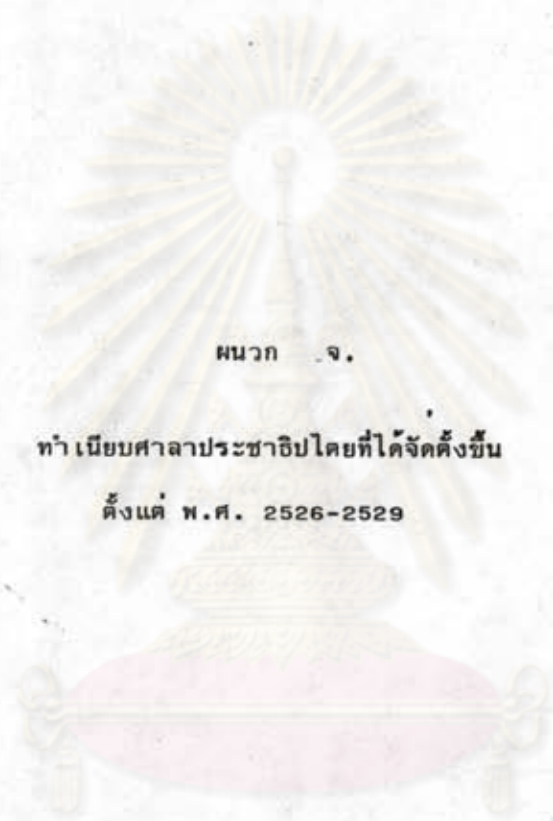 ผนวก จ.
ทำเนียบศาลาประชาธิปไตยที่ได้จัดตั้งขึ้น
ตั้งแต่ พ.ศ. 2526-2529